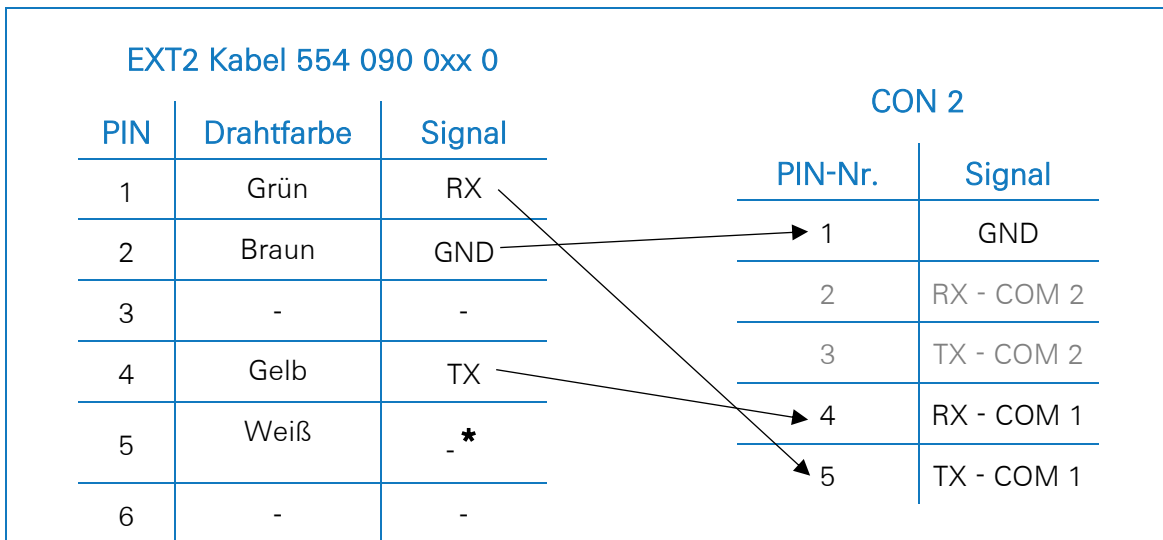 EXT2 Kabel 554 090 0xx 0
PIN Drahtfarbe Signal
1 Grün RX
2 Braun GND
3 - -
4 Gelb TX
5 Weiß -*
6 - -
CON 2
PIN-Nr. Signal
1 GND
2 RX - COM 2
3 TX - COM 2
4 RX - COM 1
5 TX - COM 1